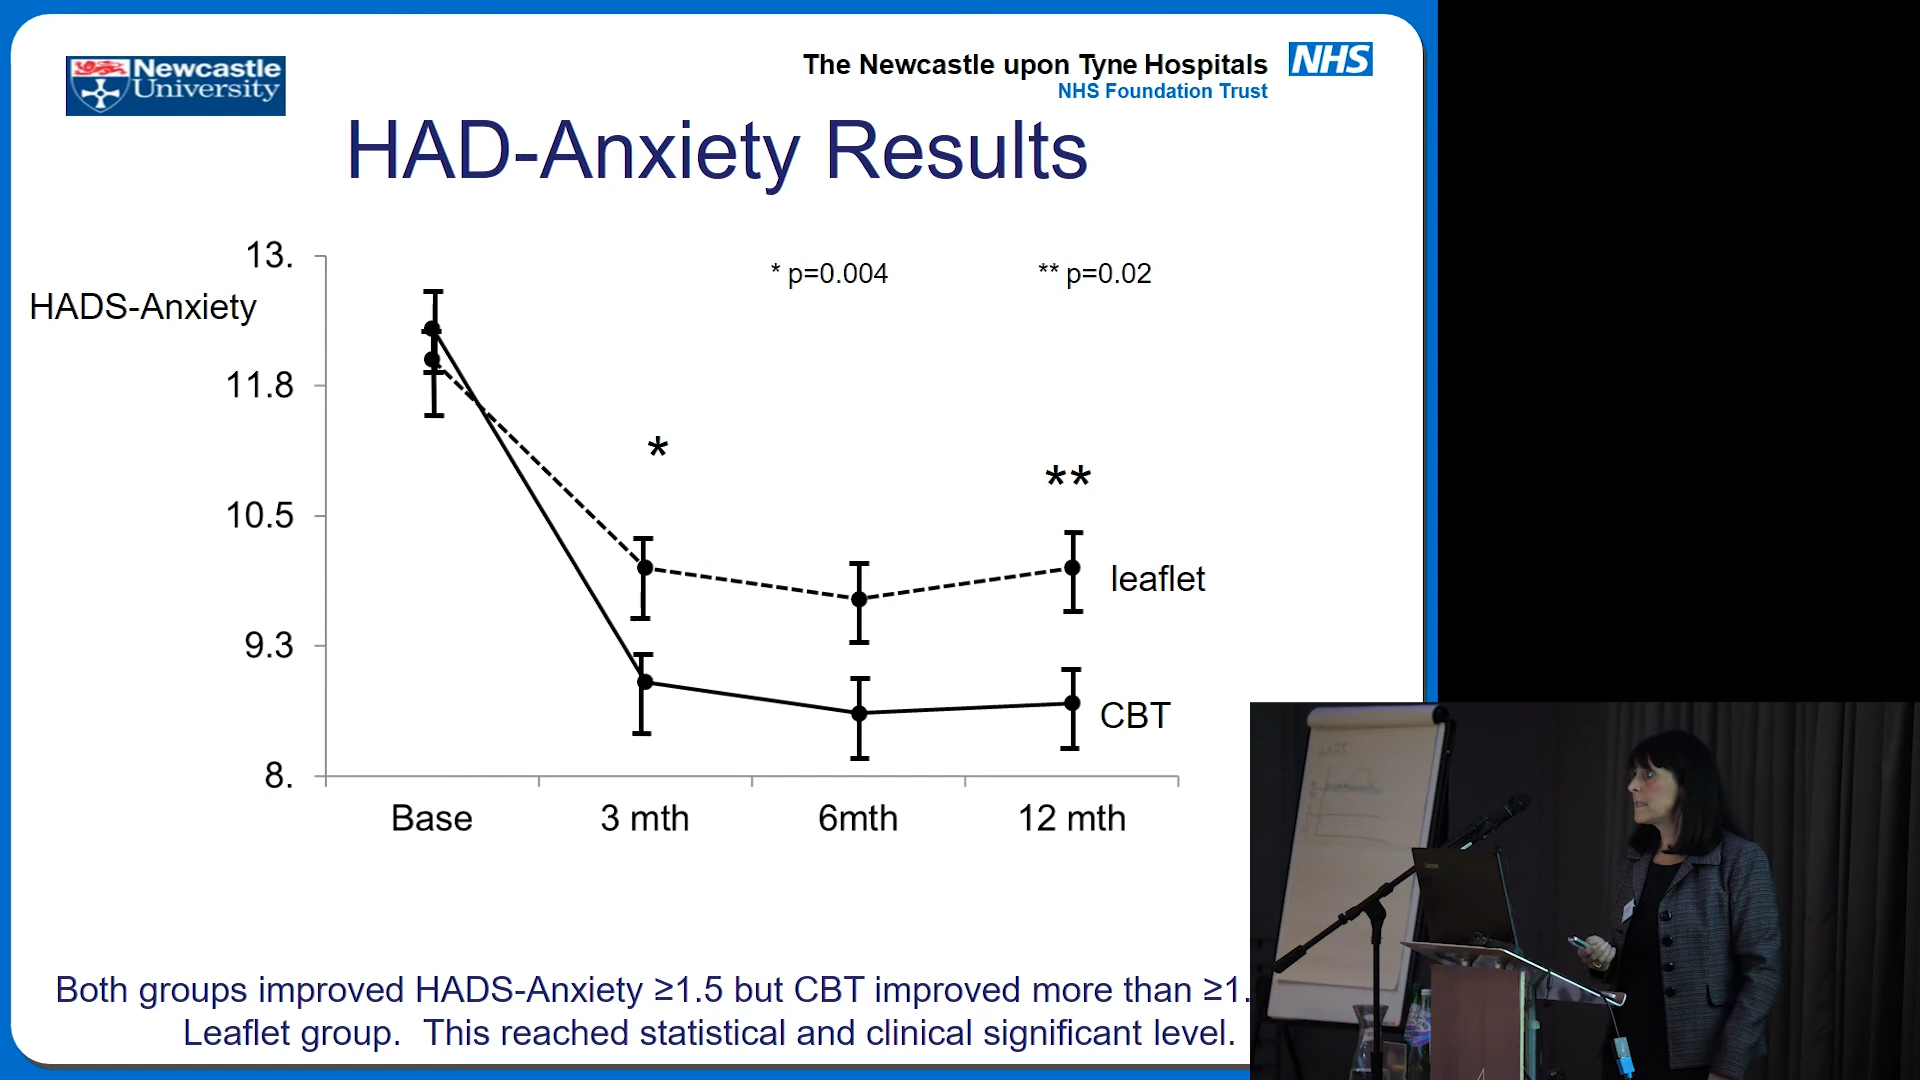 Newcastle
University
The Newcastle upon Tyne Hospitals NHS
NHS Foundation Trust
HAD-Anxiety Results
13.
* p=0.004 ** p=0.02
HADS-Anxiety
11.8
*
**
10.5
leaflet
9.3
CBT
8.
Base 3 mth 6mth 12 mth
Both groups improved HADS-Anxiety ≥1.5 but CBT improved more than ≥1.
Leaflet group. This reached statistical and clinical significant level.
HADS